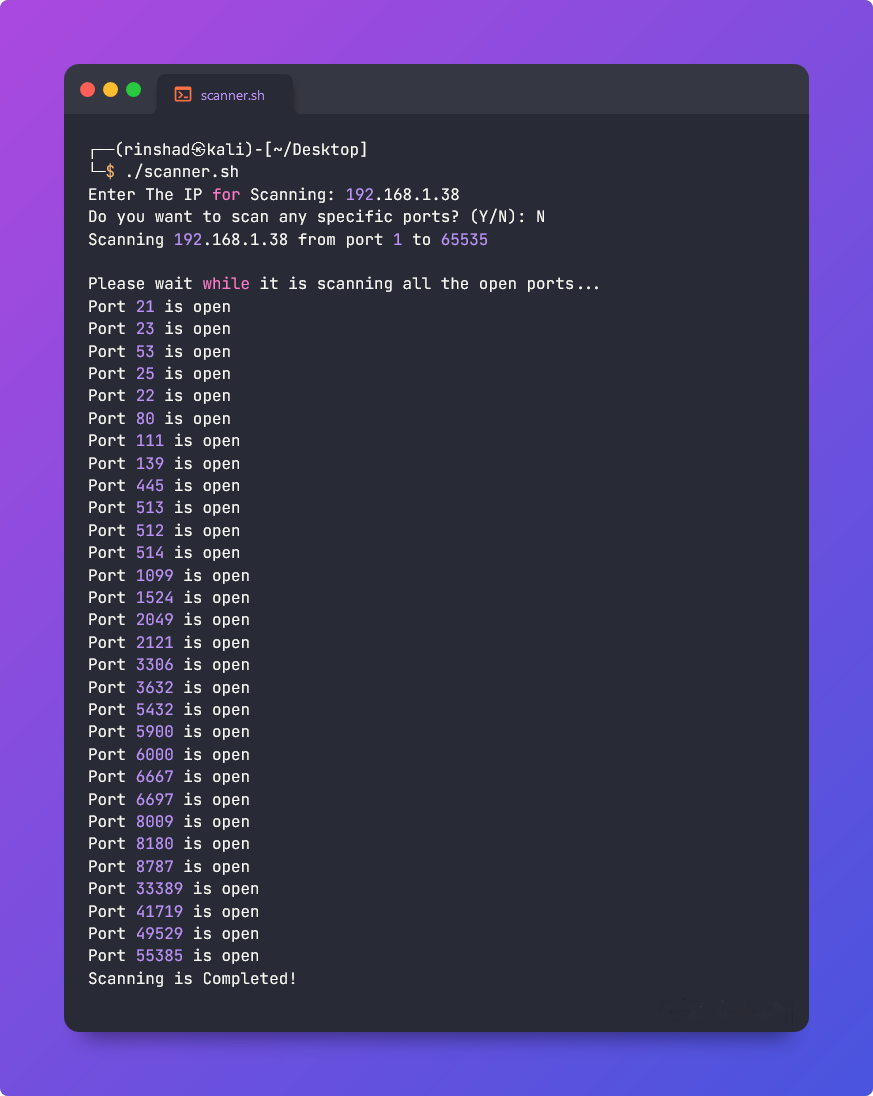 scanner.sh
┌──(rinshad㉿kali)-[~/Desktop]
└─$ ./scanner.sh
Enter The IP for Scanning: 192.168.1.38
Do you want to scan any specific ports? (Y/N): N
Scanning 192.168.1.38 from port 1 to 65535
Please wait while it is scanning all the open ports...
Port 21 is open
Port 23 is open
Port 53 is open
Port 25 is open
Port 22 is open
Port 80 is open
Port 111 is open
Port 139 is open
Port 445 is open
Port 513 is open
Port 512 is open
Port 514 is open
Port 1099 is open
Port 1524 is open
Port 2049 is open
Port 2121 is open
Port 3306 is open
Port 3632 is open
Port 5432 is open
Port 5900 is open
Port 6000 is open
Port 6667 is open
Port 6697 is open
Port 8009 is open
Port 8180 is open
Port 8787 is open
Port 33389 is open
Port 41719 is open
Port 49529 is open
Port 55385 is open
Scanning is Completed!